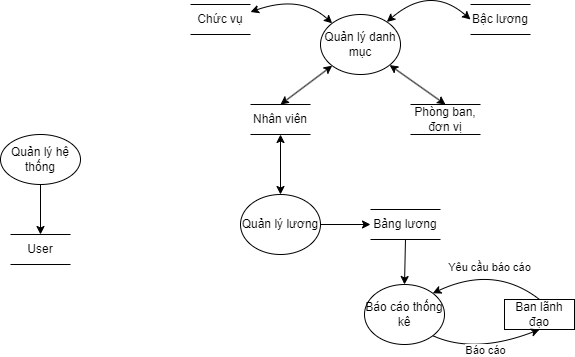 Chức vụ
Quản lý danh
mục
Bậc lương
Nhân viên
Phòng ban,
đơn vị
Quản lý hệ
thống
User
Quản lý lương
Bảng lương
Yêu cầu báo cáo
Báo cáo thống
kê
Ban lãnh
đạo
Báo cáo